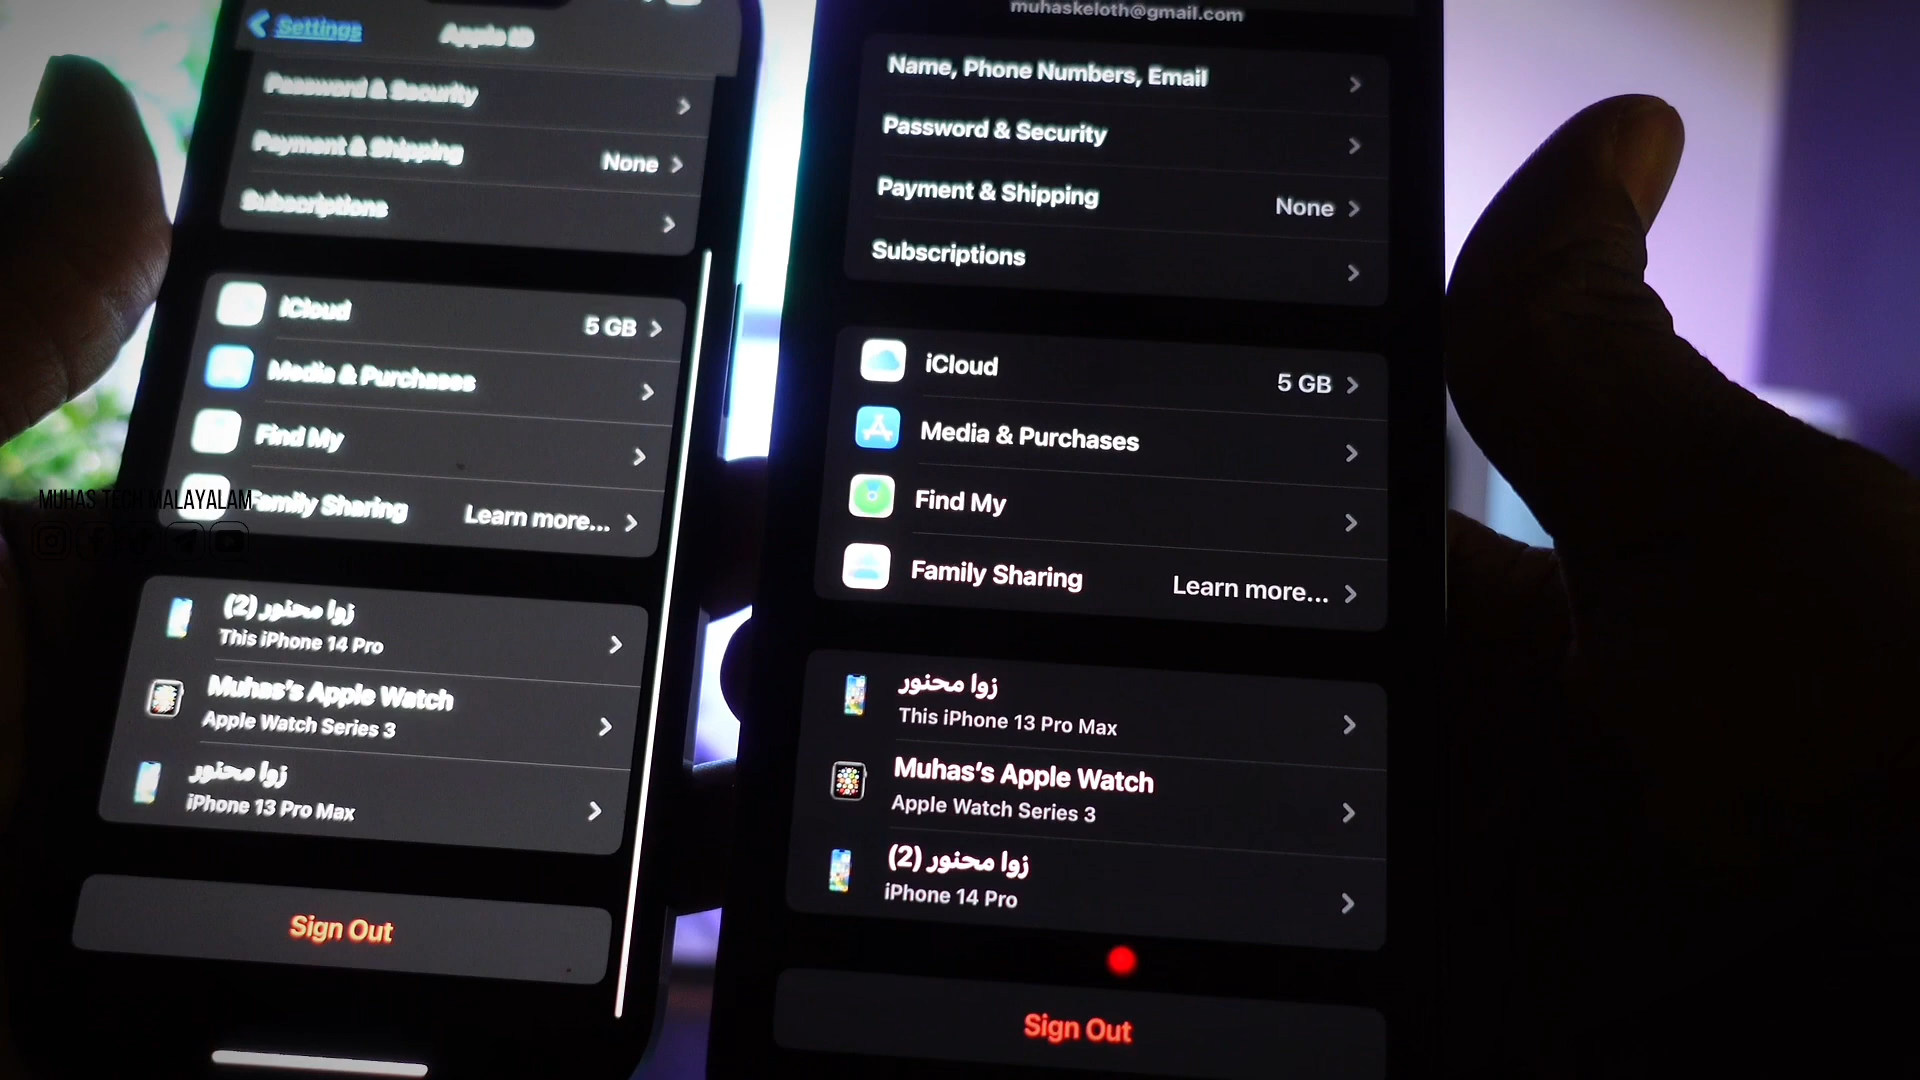 Settings
Apple ID
Password & Security
Payment & Shipping
None
Subscriptions
iCloud
5 GB
Media & Purchases
Find My
Family Sharing
Learn more...
زوا محنور (2)
This iPhone 14 Pro
Muhas's Apple Watch
Apple Watch Series 3
زوا محنور
iPhone 13 Pro Max
Sign Out
MUHAS TECH MALAYALAM
muhaskeloth@gmail.com
Name, Phone Numbers, Email
Password & Security
Payment & Shipping
None
Subscriptions
iCloud
5 GB
Media & Purchases
Find My
Family Sharing
Learn more...
زوا محنور
This iPhone 13 Pro Max
Muhas's Apple Watch
Apple Watch Series 3
زوا محنور (2)
iPhone 14 Pro
Sign Out